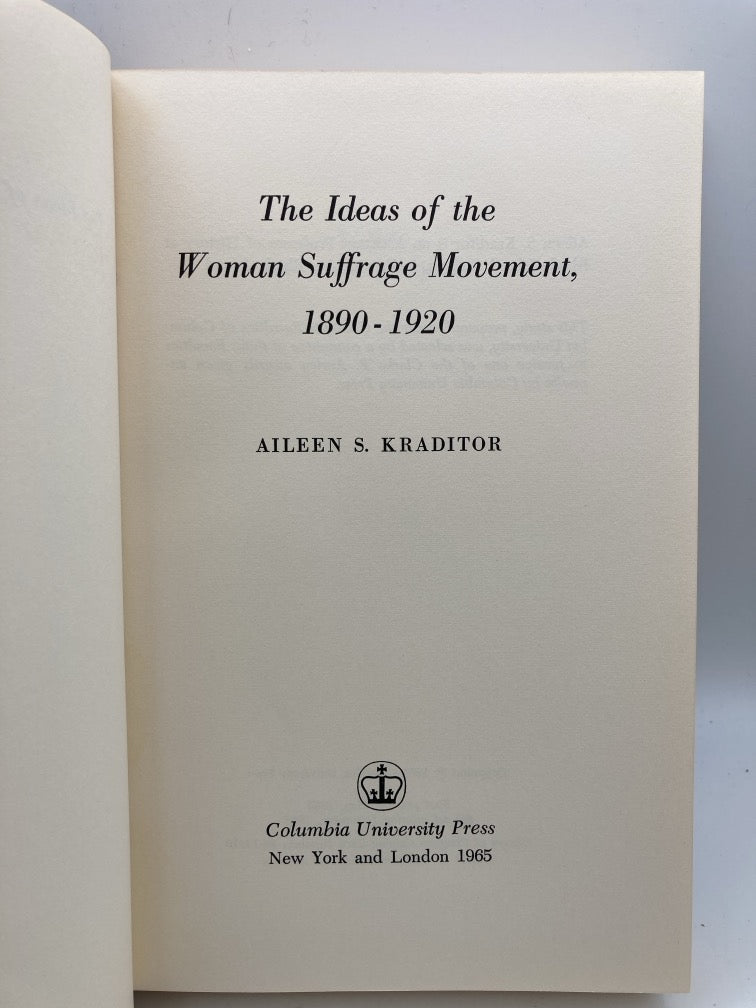 The Ideas of the
Woman Suffrage Movement,
1890-1920
AILEEN S. KRADITOR
Columbia University Press
New York and London 1965